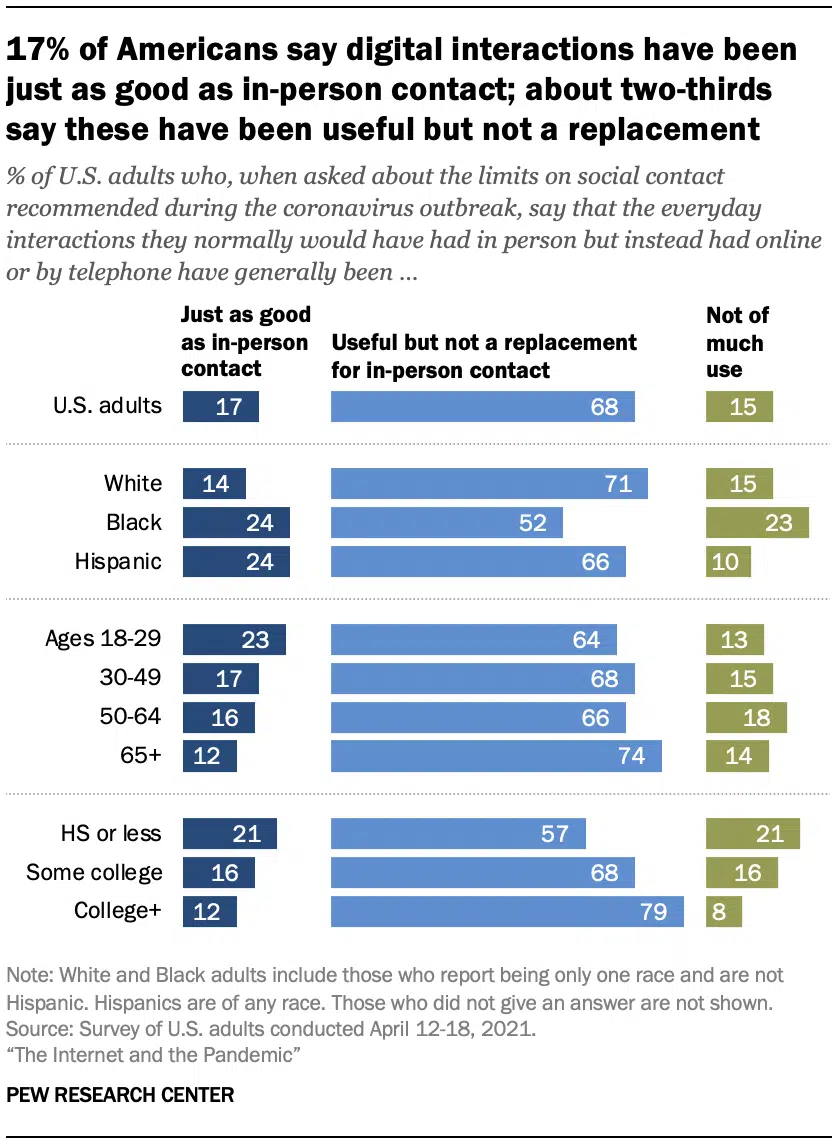 17% of Americans say digital interactions have been
just as good as in-person contact; about two-thirds
say these have been useful but not a replacement
% of U.S. adults who, when asked about the limits on social contact
recommended during the coronavirus outbreak, say that the everyday
interactions they normally would have had in person but instead had online
or by telephone have generally been ...
Just as good
as in-person
contact
Useful but not a replacement
for in-person contact
Not of
much
use
U.S. adults 17 68 15
White 14 71 15
Black 24 52 23
Hispanic 24 66 10
Ages 18-29 23 64 13
30-49 17 68 15
50-64 16 66 18
65+ 12 74 14
HS or less 21 57 21
Some college 16 68 16
College+ 12 79 8
Note: White and Black adults include those who report being only one race and are not
Hispanic. Hispanics are of any race. Those who did not give an answer are not shown.
Source: Survey of U.S. adults conducted April 12-18, 2021.
“The Internet and the Pandemic”
PEW RESEARCH CENTER